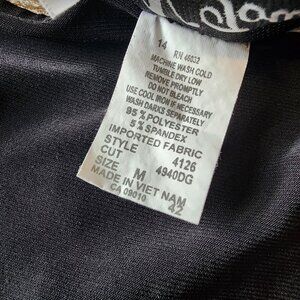 14 RN 46032
MACHINE WASH COLD
TUMBLE DRY LOW
REMOVE PROMPTLY
DO NOT BLEACH
USE COOL IRON IF NECESSARY
WASH DARKS SEPARATELY
95 % POLYESTER
5 % SPANDEX
IMPORTED FABRIC
STYLE 4126
CUT 4940DG
SIZE M
MADE IN VIET NAM
CA 09010 42